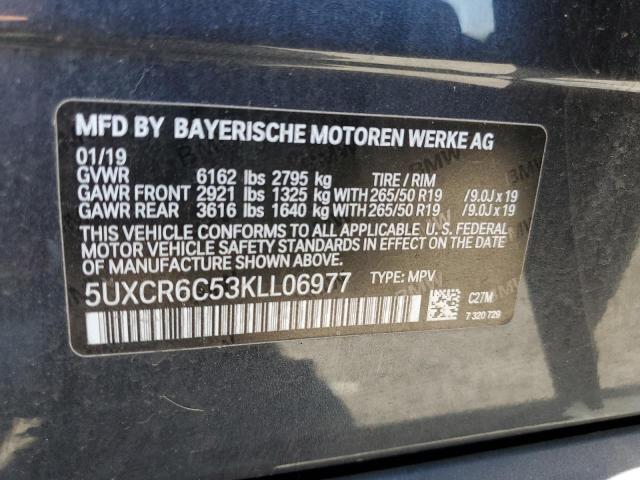 MFD BY BAYERISCHE MOTOREN WERKE AG
01/19
GVWR 6162 lbs 2795 kg TIRE / RIM
GAWR FRONT 2921 lbs 1325 kg WITH 265/50 R19 /9.0J x 19
GAWR REAR 3616 lbs 1640 kg WITH 265/50 R19 /9.0J x 19
THIS VEHICLE CONFORMS TO ALL APPLICABLE U. S. FEDERAL
MOTOR VEHICLE SAFETY STANDARDS IN EFFECT ON THE
DATE OF MANUFACTURE SHOWN ABOVE.
5UXCR6C53KLL06977 TYPE: MPV
C27M
7 320 729